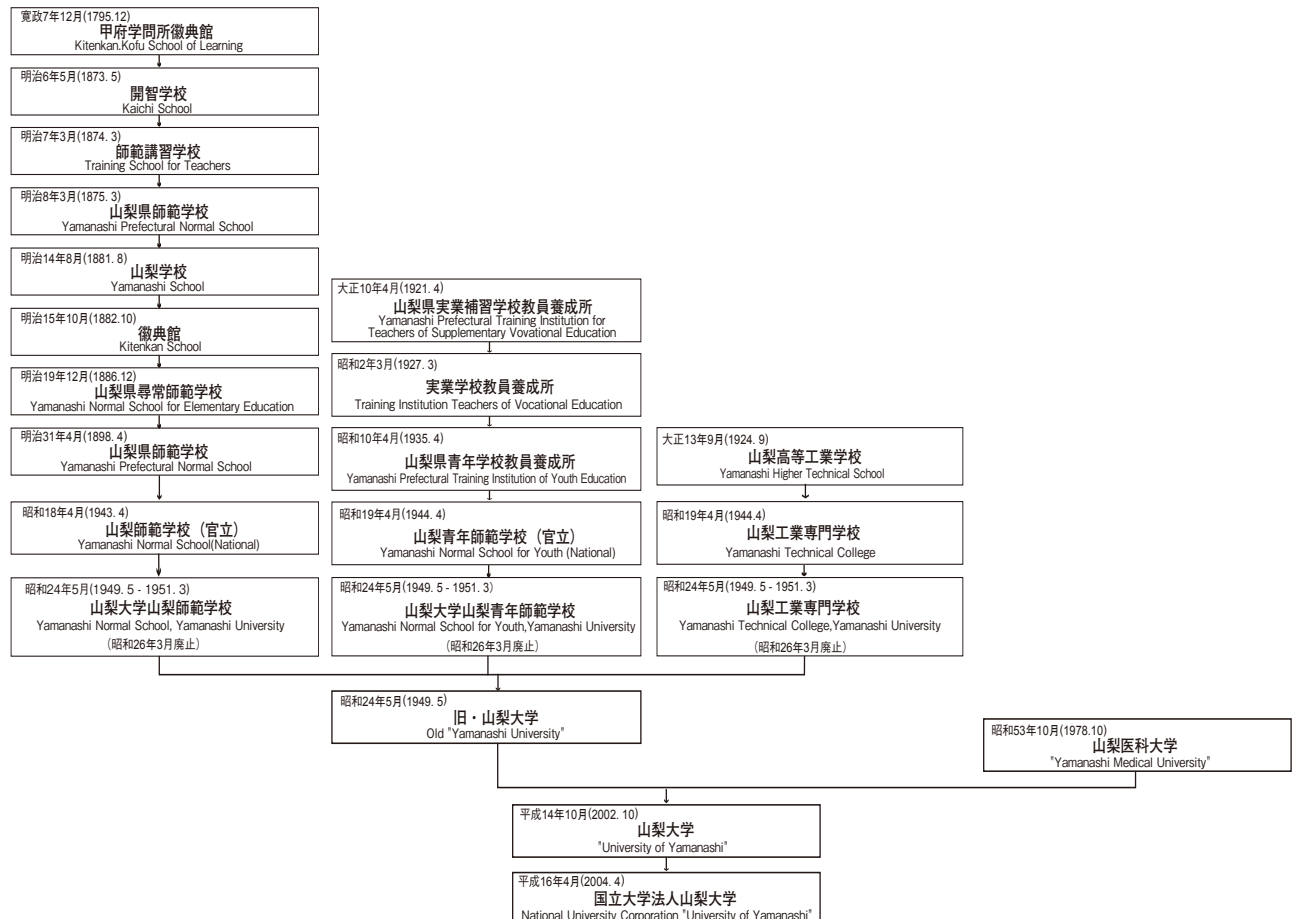 寛政7年12月(1795.12)
甲府学問所徽典館
Kitenkan.Kofu School of Learning
明治6年5月(1873. 5)
開智学校
Kaichi School
明治7年3月(1874. 3)
師範講習学校
Training School for Teachers
明治8年3月(1875. 3)
山梨県師範学校
Yamanashi Prefectural Normal School
明治14年8月(1881. 8)
山梨学校
Yamanashi School
明治15年10月(1882.10)
徽典館
Kitenkan School
明治19年12月(1886.12)
山梨県尋常師範学校
Yamanashi Normal School for Elementary Education
明治31年4月(1898. 4)
山梨県師範学校
Yamanashi Prefectural Normal School
昭和18年4月(1943. 4)
山梨師範学校（官立）
Yamanashi Normal School(National)
昭和24年5月(1949. 5 - 1951. 3)
山梨大学山梨師範学校
Yamanashi Normal School, Yamanashi University
（昭和26年3月廃止）
大正10年4月(1921. 4)
山梨県実業補習学校教員養成所
Yamanashi Prefectural Training Institution for
Teachers of Supplementary Vovational Education
昭和2年3月(1927. 3)
実業学校教員養成所
Training Institution Teachers of Vocational Education
昭和10年4月(1935. 4)
山梨県青年学校教員養成所
Yamanashi Prefectural Training Institution of Youth Education
昭和19年4月(1944. 4)
山梨青年師範学校（官立）
Yamanashi Normal School for Youth (National)
昭和24年5月(1949. 5 - 1951. 3)
山梨大学山梨青年師範学校
Yamanashi Normal School for Youth,Yamanashi University
（昭和26年3月廃止）
大正13年9月(1924. 9)
山梨高等工業学校
Yamanashi Higher Technical School
昭和19年4月(1944.4)
山梨工業専門学校
Yamanashi Technical College
昭和24年5月(1949. 5 - 1951. 3)
山梨工業専門学校
Yamanashi Technical College,Yamanashi University
（昭和26年3月廃止）
昭和24年5月(1949. 5)
旧・山梨大学
Old "Yamanashi University"
昭和53年10月(1978.10)
山梨医科大学
"Yamanashi Medical University"
平成14年10月(2002. 10)
山梨大学
"University of Yamanashi"
平成16年4月(2004. 4)
国立大学法人山梨大学
National University Corporation "University of Yamanashi"